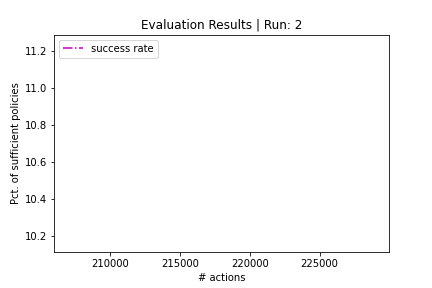 Evaluation Results | Run: 2
success rate
Pct. of sufficient policies
11.2
11.0
10.8
10.6
10.4
10.2
210000 215000 220000 225000
# actions